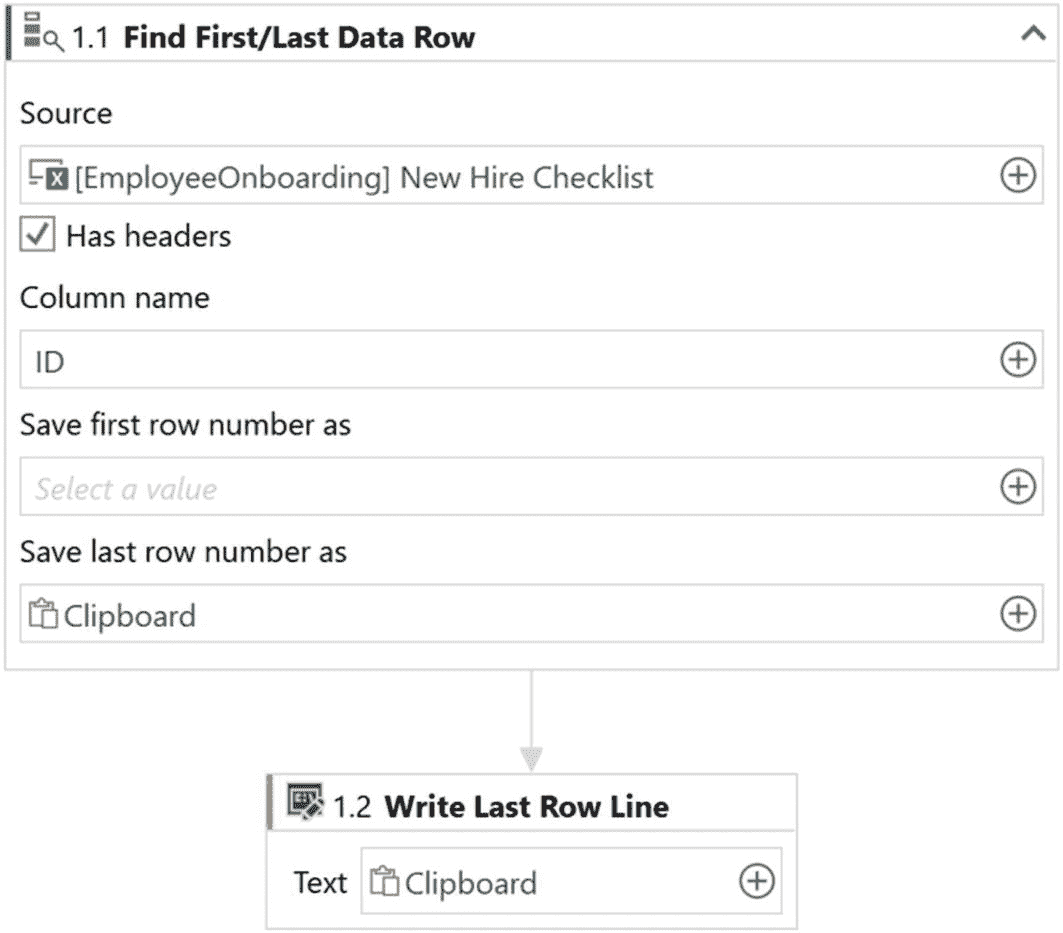 1.1 Find First/Last Data Row
Source
[EmployeeOnboarding] New Hire Checklist
Has headers
Column name
ID
Save first row number as
Select a value
Save last row number as
Clipboard
1.2 Write Last Row Line
Text Clipboard